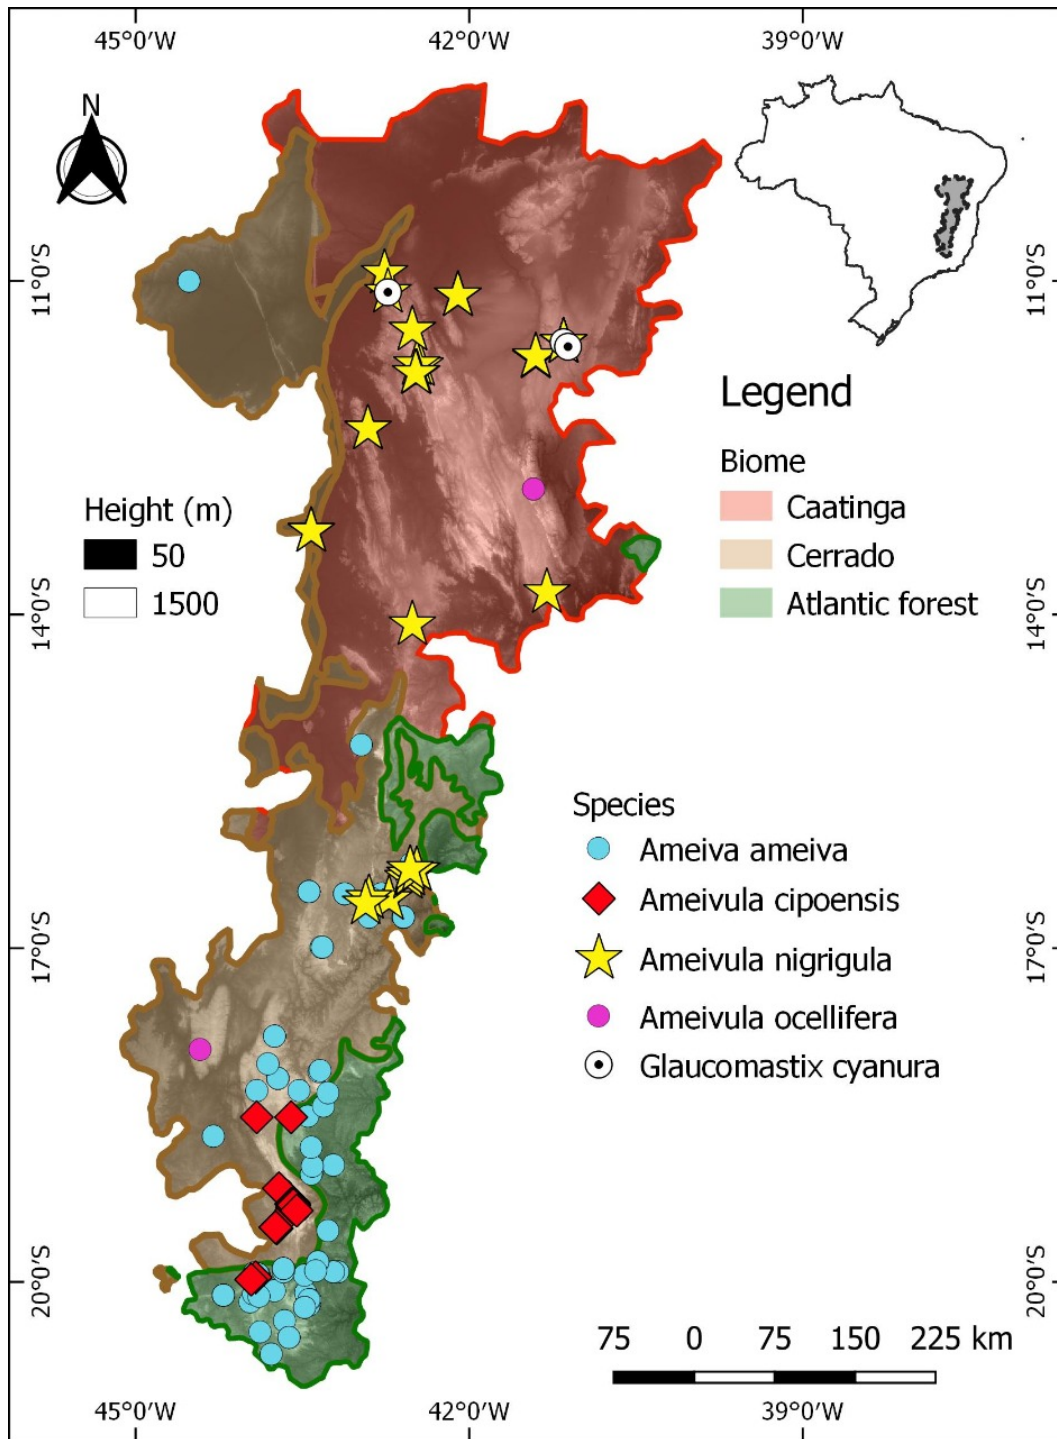 45°0'W 42°0'W 39°0'W
N
11°0'S 11°0'S
Legend
Biome
Height (m)
Caatinga
50
Cerrado
1500
Atlantic forest
14°0'S 14°0'S
Species
Ameiva ameiva
Ameivula cipoensis
17°0'S 17°0'S
Ameivula nigrigula
Ameivula ocellifera
Glaucomastix cyanura
20°0'S 20°0'S
75 0 75 150 225 km
45°0'W 42°0'W 39°0'W